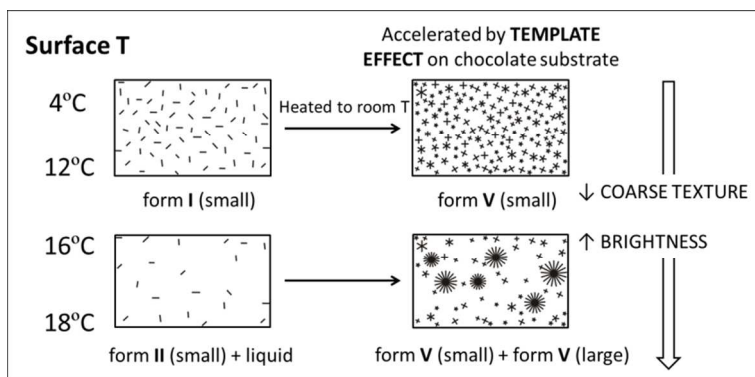 Surface T
Accelerated by TEMPLATE
EFFECT on chocolate substrate
4ºC
12ºC
Heated to room T
form I (small)
form V (small)
↓ COARSE TEXTURE
↑ BRIGHTNESS
16ºC
18ºC
form II (small) + liquid
form V (small) + form V (large)